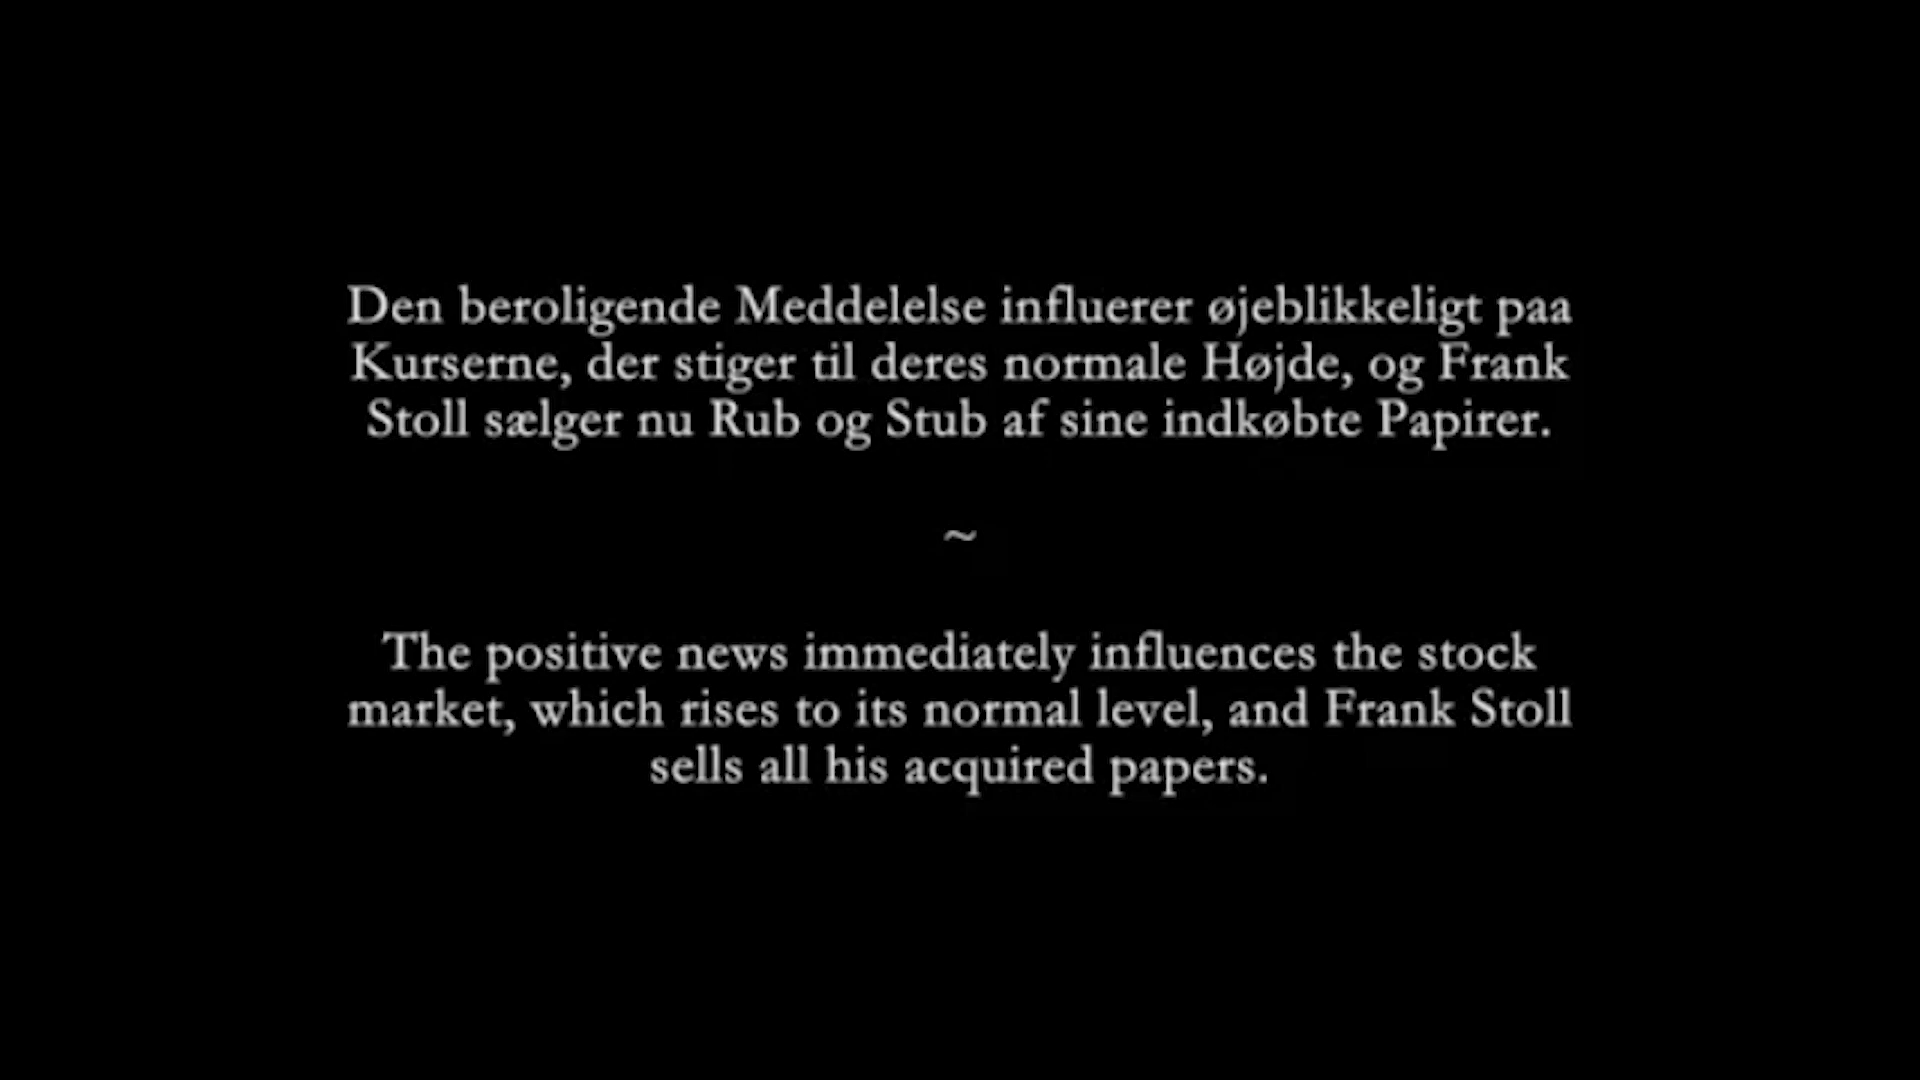 Den beroligende Meddelelse influerer øjeblikkeligt paa
Kurserne, der stiger til deres normale Højde, og Frank
Stoll sælger nu Rub og Stub af sine indkøbte Papirer.
~
The positive news immediately influences the stock
market, which rises to its normal level, and Frank Stoll
sells all his acquired papers.